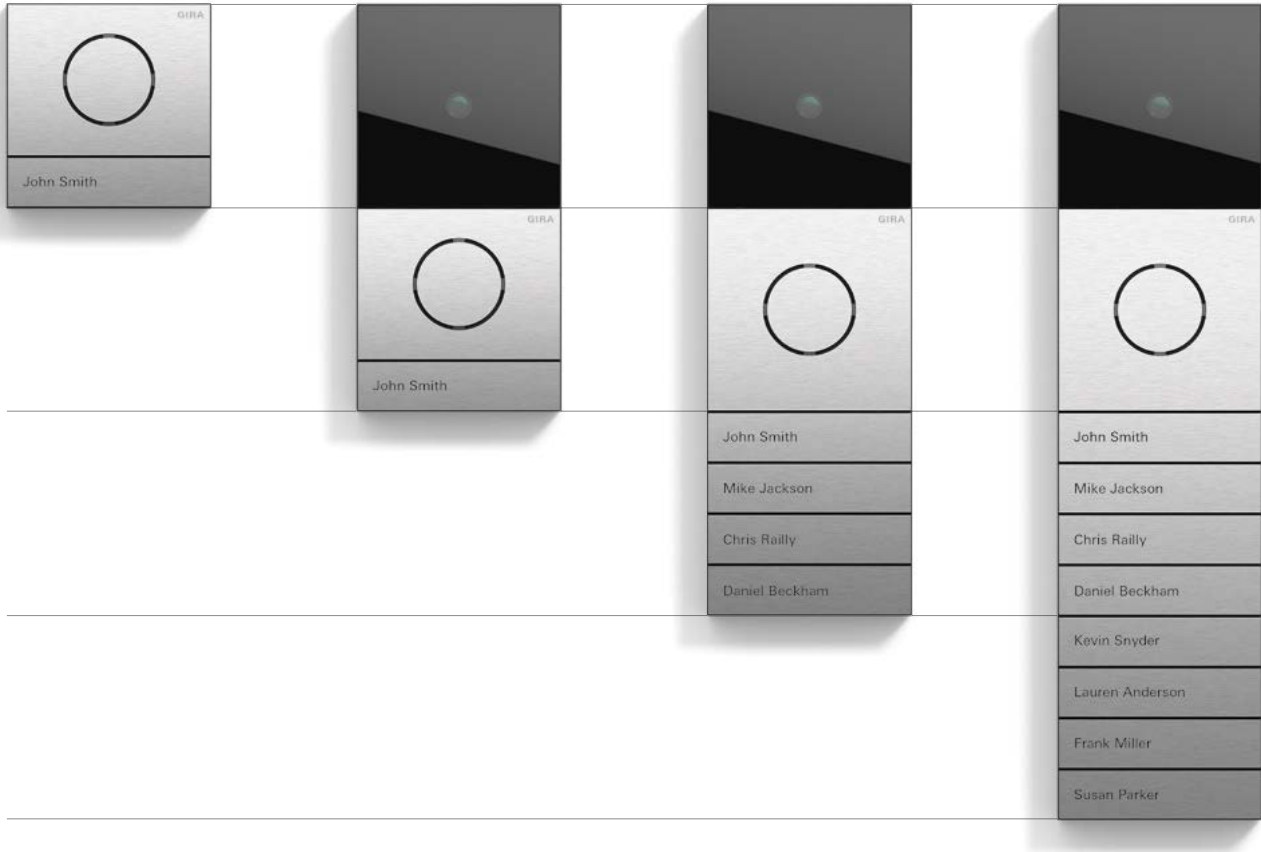 GIRA
John Smith
GIRA
John Smith
GIRA
John Smith
Mike Jackson
Chris Railly
Daniel Beckham
GIRA
John Smith
Mike Jackson
Chris Railly
Daniel Beckham
Kevin Snyder
Lauren Anderson
Frank Miller
Susan Parker